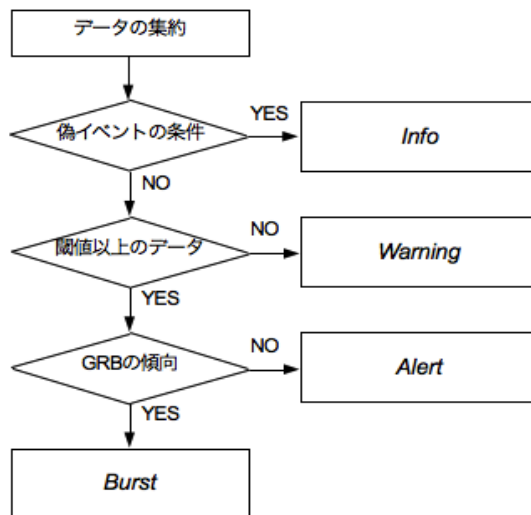 データの集約
偽イベントの条件
YES
Info
NO
閾値以上のデータ
NO
Warning
YES
GRBの傾向
NO
Alert
YES
Burst